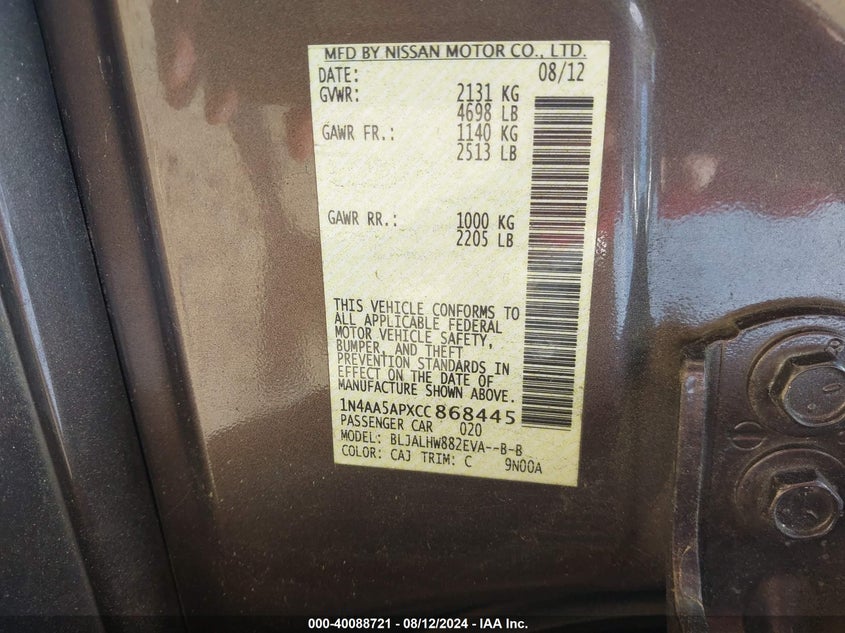 MFD BY NISSAN MOTOR CO., LTD.
DATE: 08/12
GVWR: 2131 KG
4698 LB
GAWR FR.: 1140 KG
2513 LB
GAWR RR.: 1000 KG
2205 LB
THIS VEHICLE CONFORMS TO
ALL APPLICABLE FEDERAL
MOTOR VEHICLE SAFETY,
BUMPER, AND THEFT
PREVENTION STANDARDS IN
EFFECT ON THE DATE OF
MANUFACTURE SHOWN ABOVE.
1N4AA5APXCC868445
PASSENGER CAR 020
MODEL: BLJALHW882EVA--B-B
COLOR: CAJ TRIM: C 9N00A
000-40088721 - 08/12/2024 - IAA Inc.